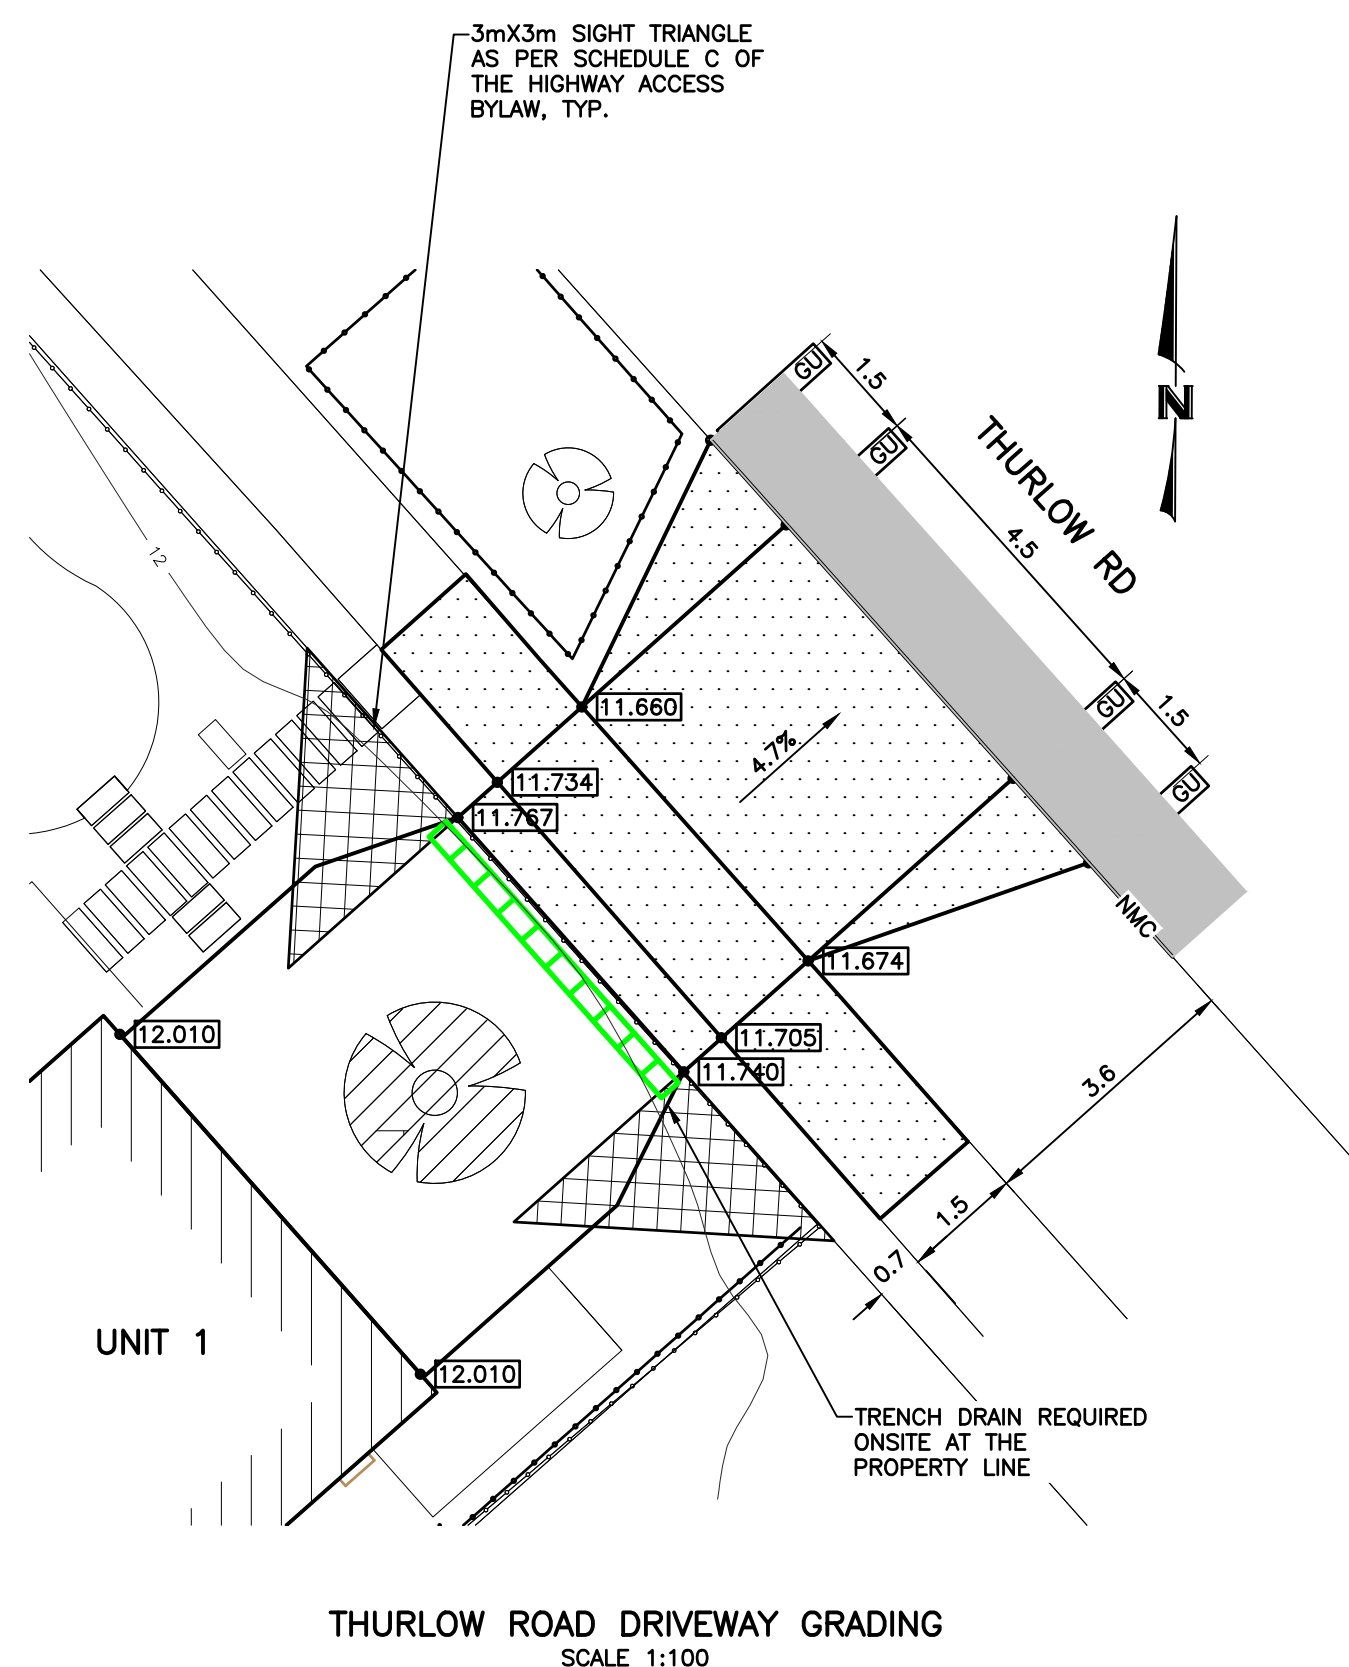 3mX3m SIGHT TRIANGLE
AS PER SCHEDULE C OF
THE HIGHWAY ACCESS
BYLAW, TYP.
N
GU
1.5
GU
THURLOW RD
4.5
12
GU
1.5
GU
11.660
4.7%
11.734
11.767
NMC
11.674
12.010
11.705
11.740
3.6
1.5
0.7
UNIT 1
12.010
TRENCH DRAIN REQUIRED
ONSITE AT THE
PROPERTY LINE
THURLOW ROAD DRIVEWAY GRADING
SCALE 1:100